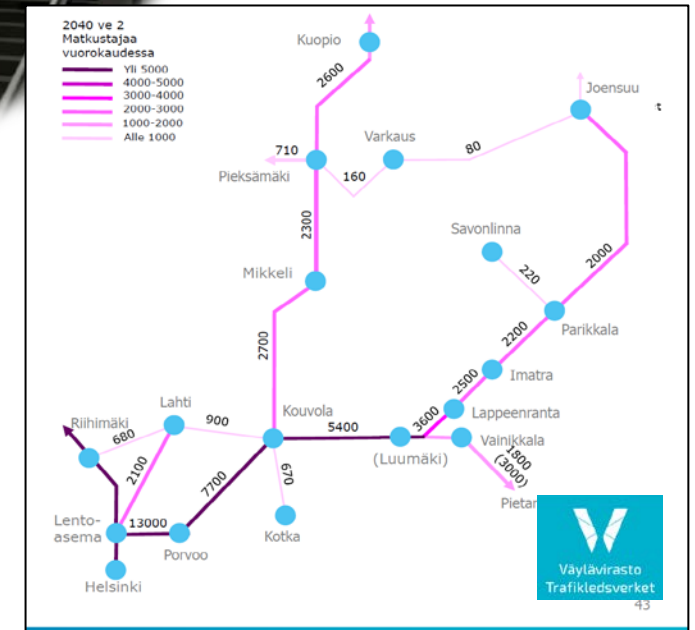 2040 ve 2
Matkustajaa
vuorokaudessa
Yli 5000
4000-5000
3000-4000
2000-3000
1000-2000
Alle 1000
Kuopio
2600
Joensuu
t
710
Varkaus
80
Pieksämäki
160
2300
Savonlinna
220
2000
Mikkeli
Parikkala
2700
2200
Imatra
2500
Lahti
Kouvola
Lappeenranta
Riihimäki
900
5400
3600
680
Vainikkala
(Luumäki)
2100
7700
670
1800
(3000)
Lento-
asema
13000
Pietar
Porvoo
Kotka
Helsinki
Väylävirasto
Trafikledsverket
43